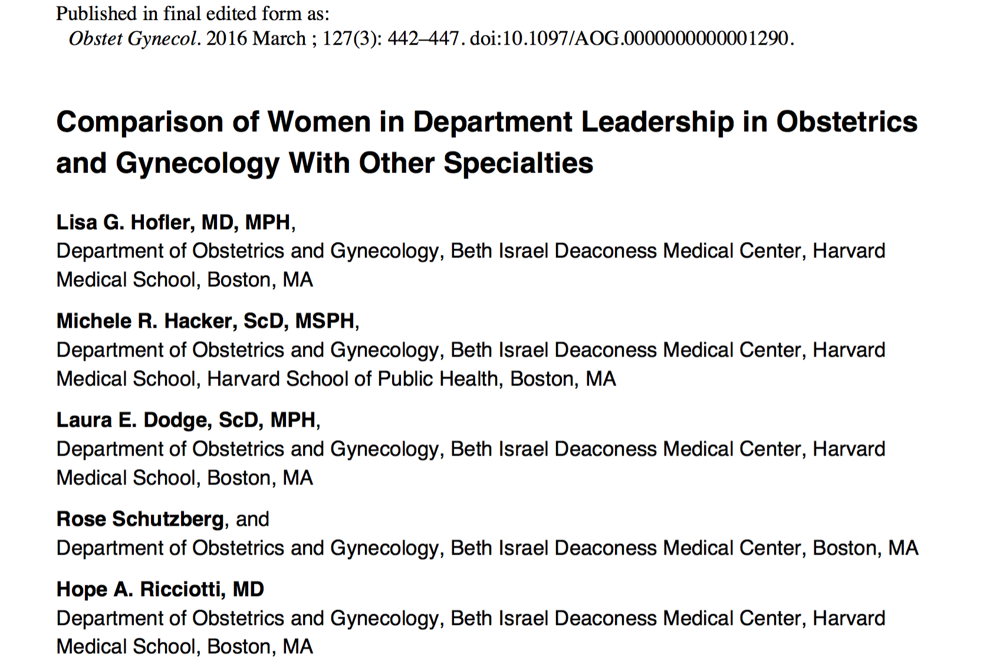 Published in final edited form as:
Obstet Gynecol. 2016 March ; 127(3): 442–447. doi:10.1097/AOG.0000000000001290.
Comparison of Women in Department Leadership in Obstetrics
and Gynecology With Other Specialties
Lisa G. Hofler, MD, MPH,
Department of Obstetrics and Gynecology, Beth Israel Deaconess Medical Center, Harvard
Medical School, Boston, MA
Michele R. Hacker, ScD, MSPH,
Department of Obstetrics and Gynecology, Beth Israel Deaconess Medical Center, Harvard
Medical School, Harvard School of Public Health, Boston, MA
Laura E. Dodge, ScD, MPH,
Department of Obstetrics and Gynecology, Beth Israel Deaconess Medical Center, Harvard
Medical School, Boston, MA
Rose Schutzberg, and
Department of Obstetrics and Gynecology, Beth Israel Deaconess Medical Center, Boston, MA
Hope A. Ricciotti, MD
Department of Obstetrics and Gynecology, Beth Israel Deaconess Medical Center, Harvard
Medical School, Boston, MA